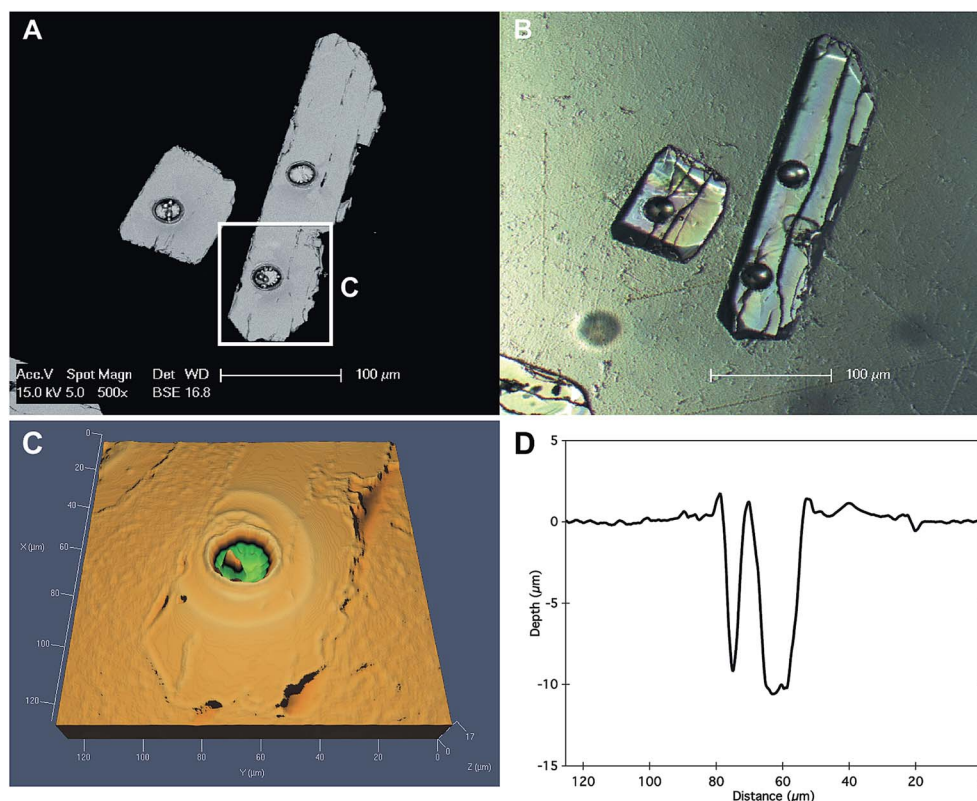 A
C
Acc.V Spot Magn Det WD
15.0 kV 5.0 500x BSE 16.8
100 µm
B
100 µm
C
0
20
40
60
80
100
120
X(µm)
120 100 80 60 40 20 0
Y(µm)
17
0
Z(µm)
D
5
0
-5
-10
-15
Depth (µm)
120 100 80 60 40 20
Distance (µm)